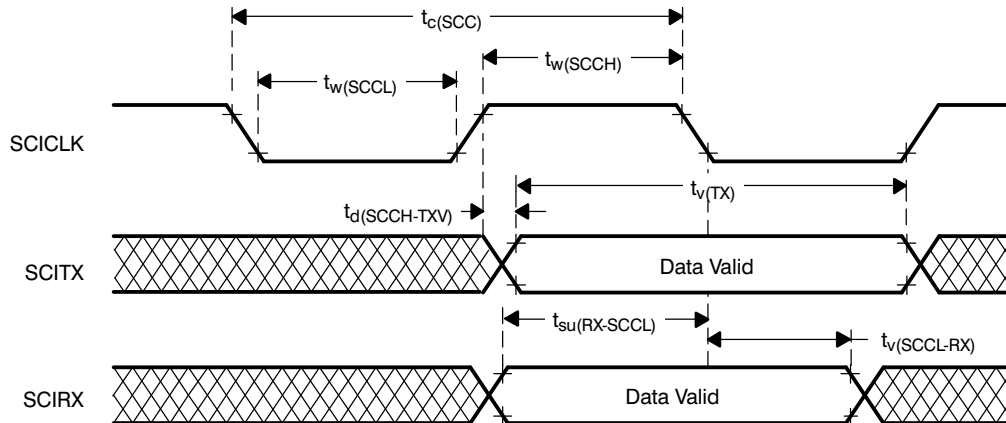 tc(SCC)
tw(SCCH)
tw(SCCL)
SCICLK
tv(TX)
td(SCCH-TXV)
SCITX
Data Valid
tsu(RX-SCCL)
tv(SCCL-RX)
SCIRX
Data Valid